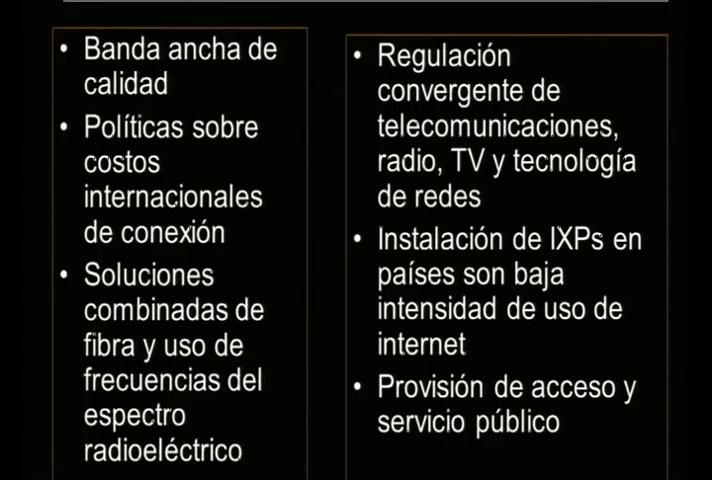 • Banda ancha de
calidad
• Políticas sobre
costos
internacionales
de conexión
• Soluciones
combinadas de
fibra y uso de
frecuencias del
espectro
radioeléctrico
• Regulación
convergente de
telecomunicaciones,
radio, TV y tecnología
de redes
• Instalación de IXPs en
países son baja
intensidad de uso de
internet
• Provisión de acceso y
servicio público